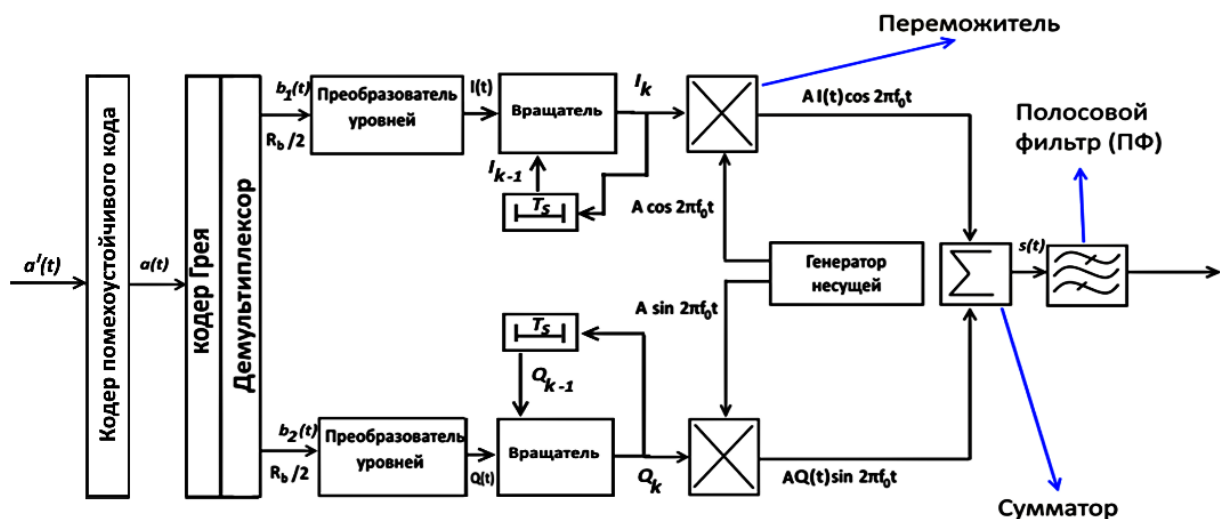 Переможитель
Полосовой
фильтр (ПФ)
Сумматор
a'(t)
Кодер помехоустойчивого кода
a(t)
кодер Грея
Демультиплексор
b1(t)
Rb/2
Преобразователь
уровней
I(t)
Вращатель
Ik
Ik-1
TS
A I(t)cos 2πf0t
A cos 2πf0t
Генератор
несущей
A sin 2πf0t
s(t)
TS
Qk-1
b2(t)
Rb/2
Преобразователь
уровней
Q(t)
Вращатель
Qk
AQ(t)sin 2πf0t